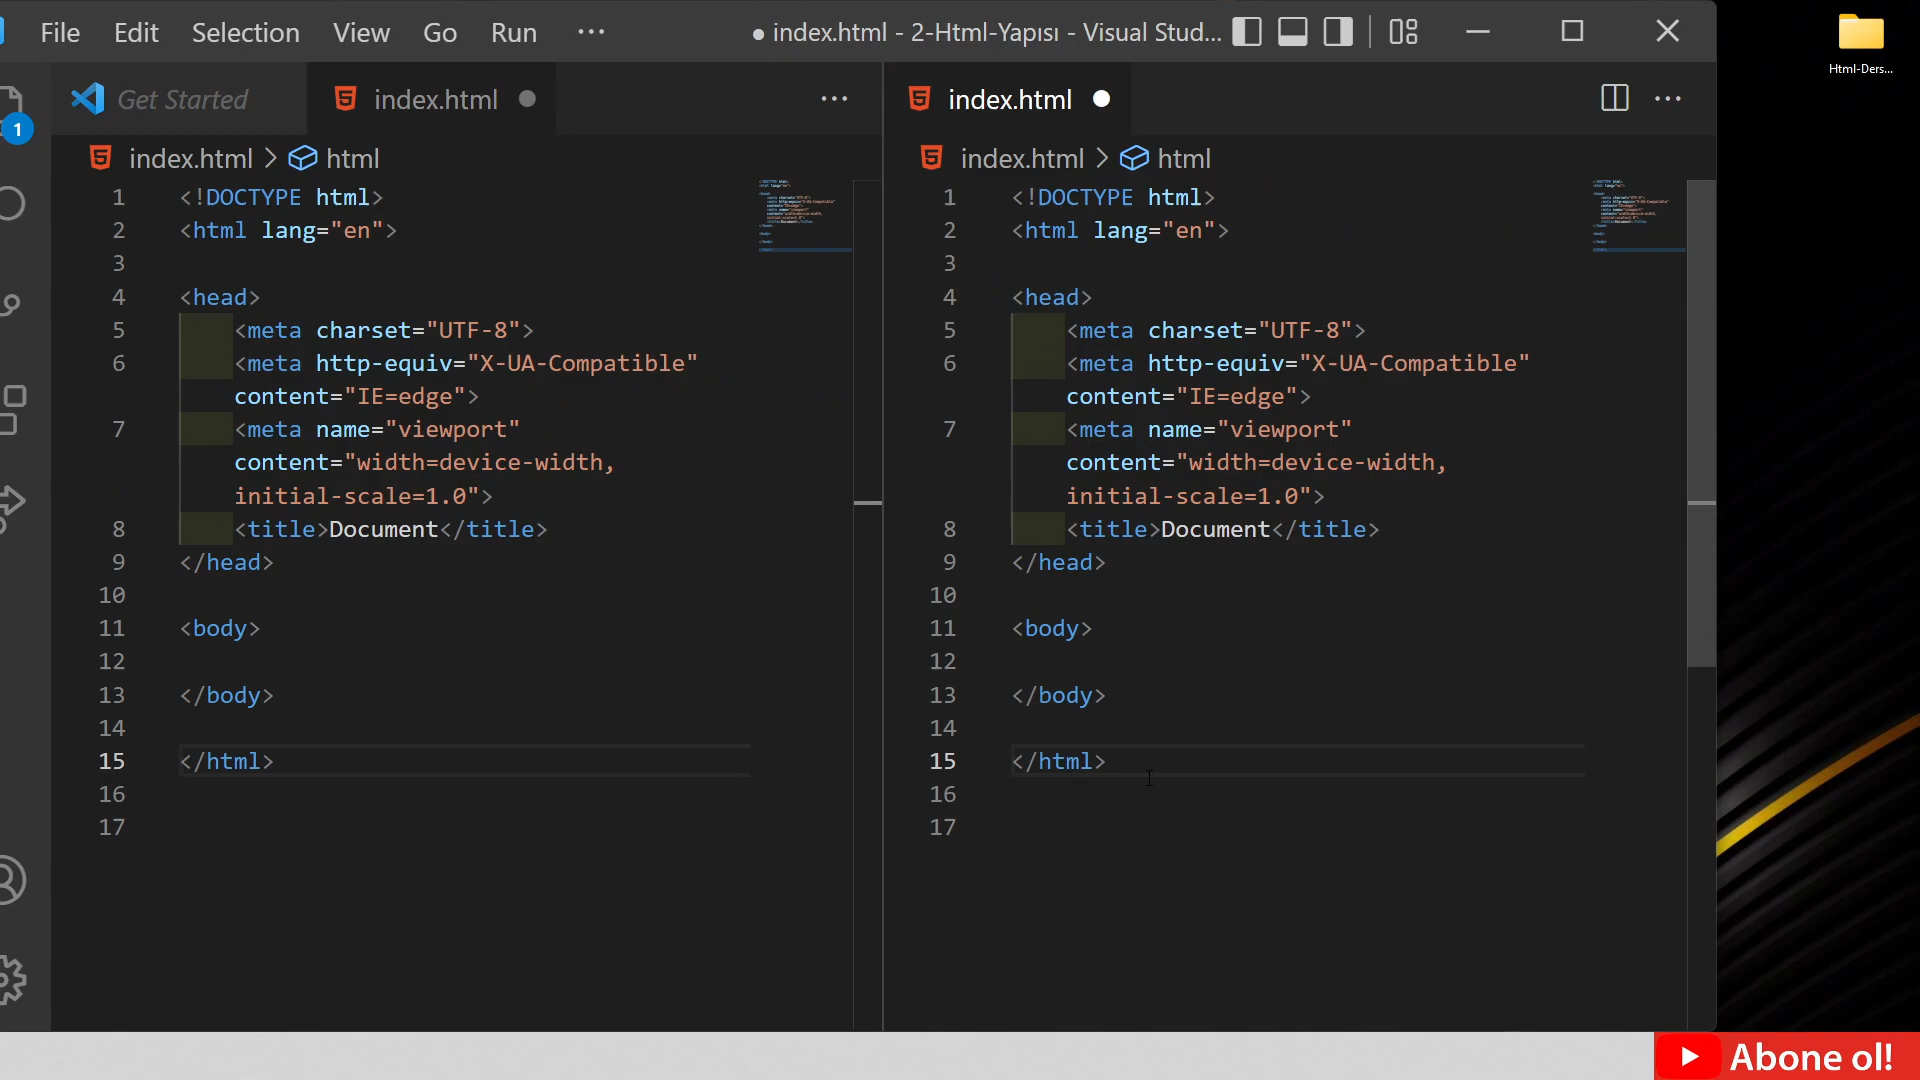 File Edit Selection View Go Run ···
● index.html - 2-Html-Yapısı - Visual Stud...
Html-Ders...
1
Get Started
index.html
index.html > html
1 <!DOCTYPE html>
2 <html lang="en">
3
4 <head>
5 <meta charset="UTF-8">
6 <meta http-equiv="X-UA-Compatible"
content="IE=edge">
7 <meta name="viewport"
content="width=device-width,
initial-scale=1.0">
8 <title>Document</title>
9 </head>
10
11 <body>
12
13 </body>
14
15 </html>
16
17
index.html
index.html > html
1 <!DOCTYPE html>
2 <html lang="en">
3
4 <head>
5 <meta charset="UTF-8">
6 <meta http-equiv="X-UA-Compatible"
content="IE=edge">
7 <meta name="viewport"
content="width=device-width,
initial-scale=1.0">
8 <title>Document</title>
9 </head>
10
11 <body>
12
13 </body>
14
15 </html>
16
17
Abone ol!